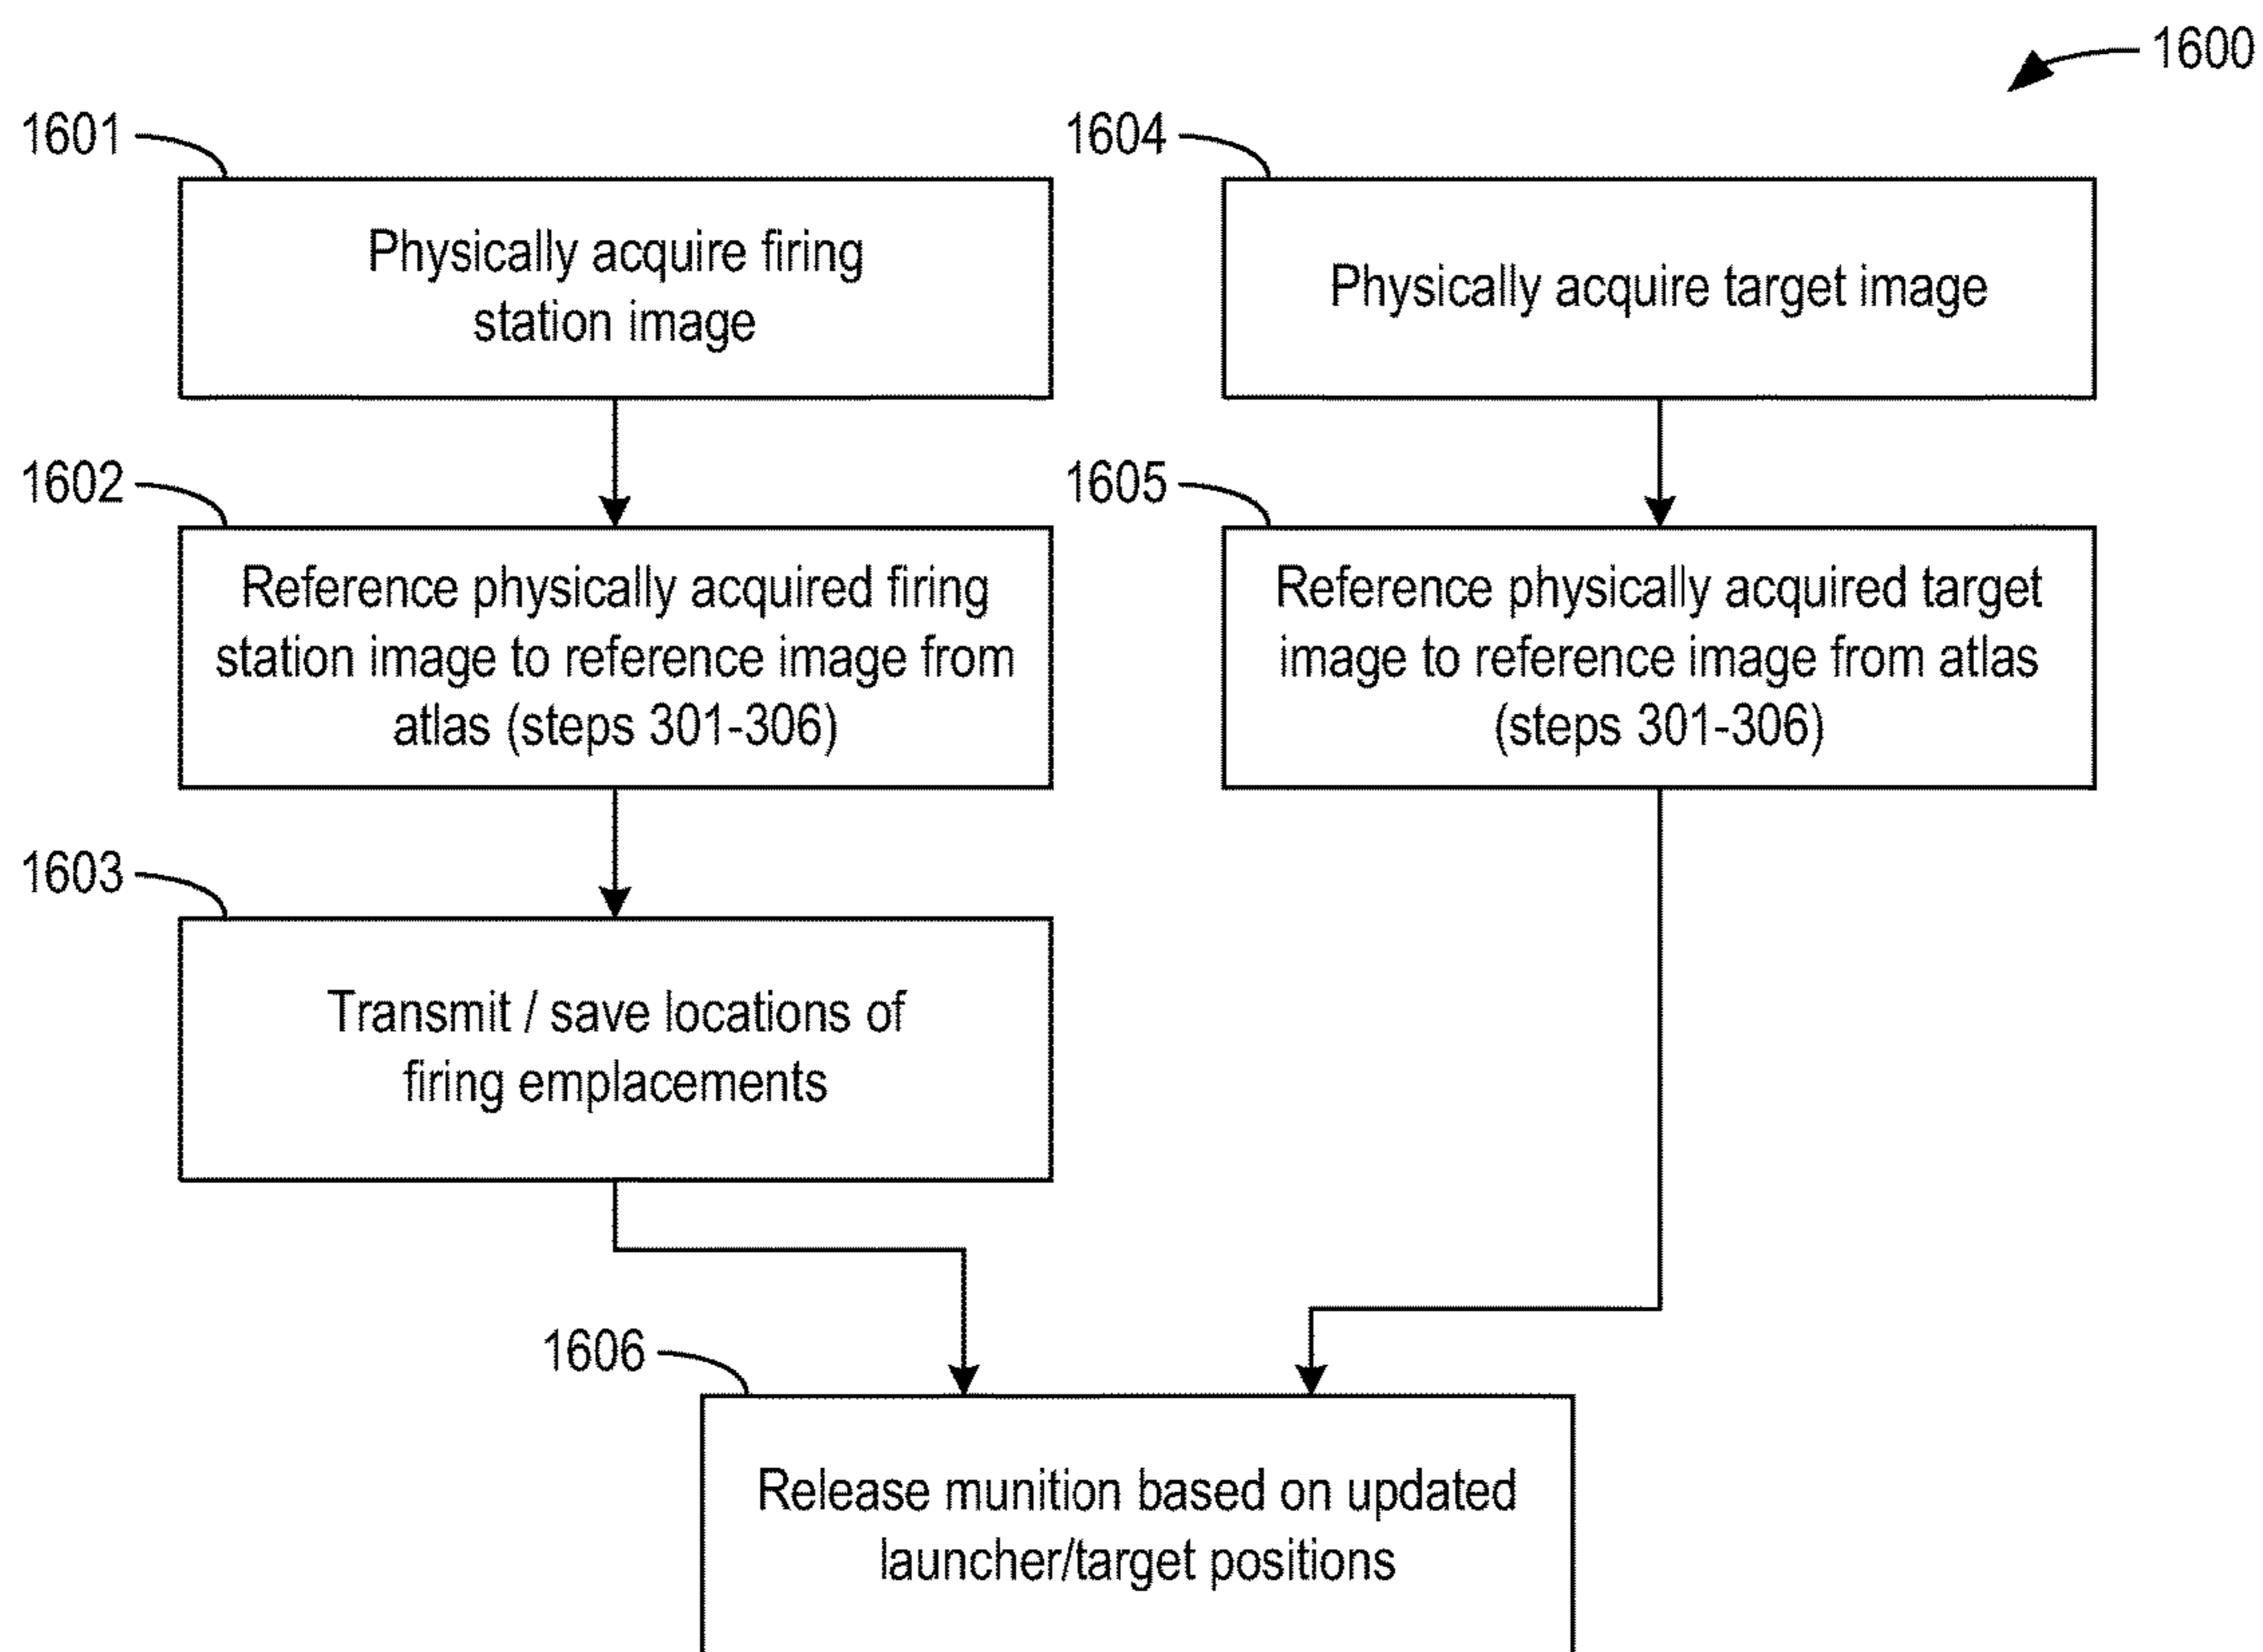 1600
1601
Physically acquire firing
station image
1604
Physically acquire target image
1602
Reference physically acquired firing
station image to reference image from
atlas (steps 301-306)
1605
Reference physically acquired target
image to reference image from atlas
(steps 301-306)
1603
Transmit / save locations of
firing emplacements
1606
Release munition based on updated
launcher/target positions